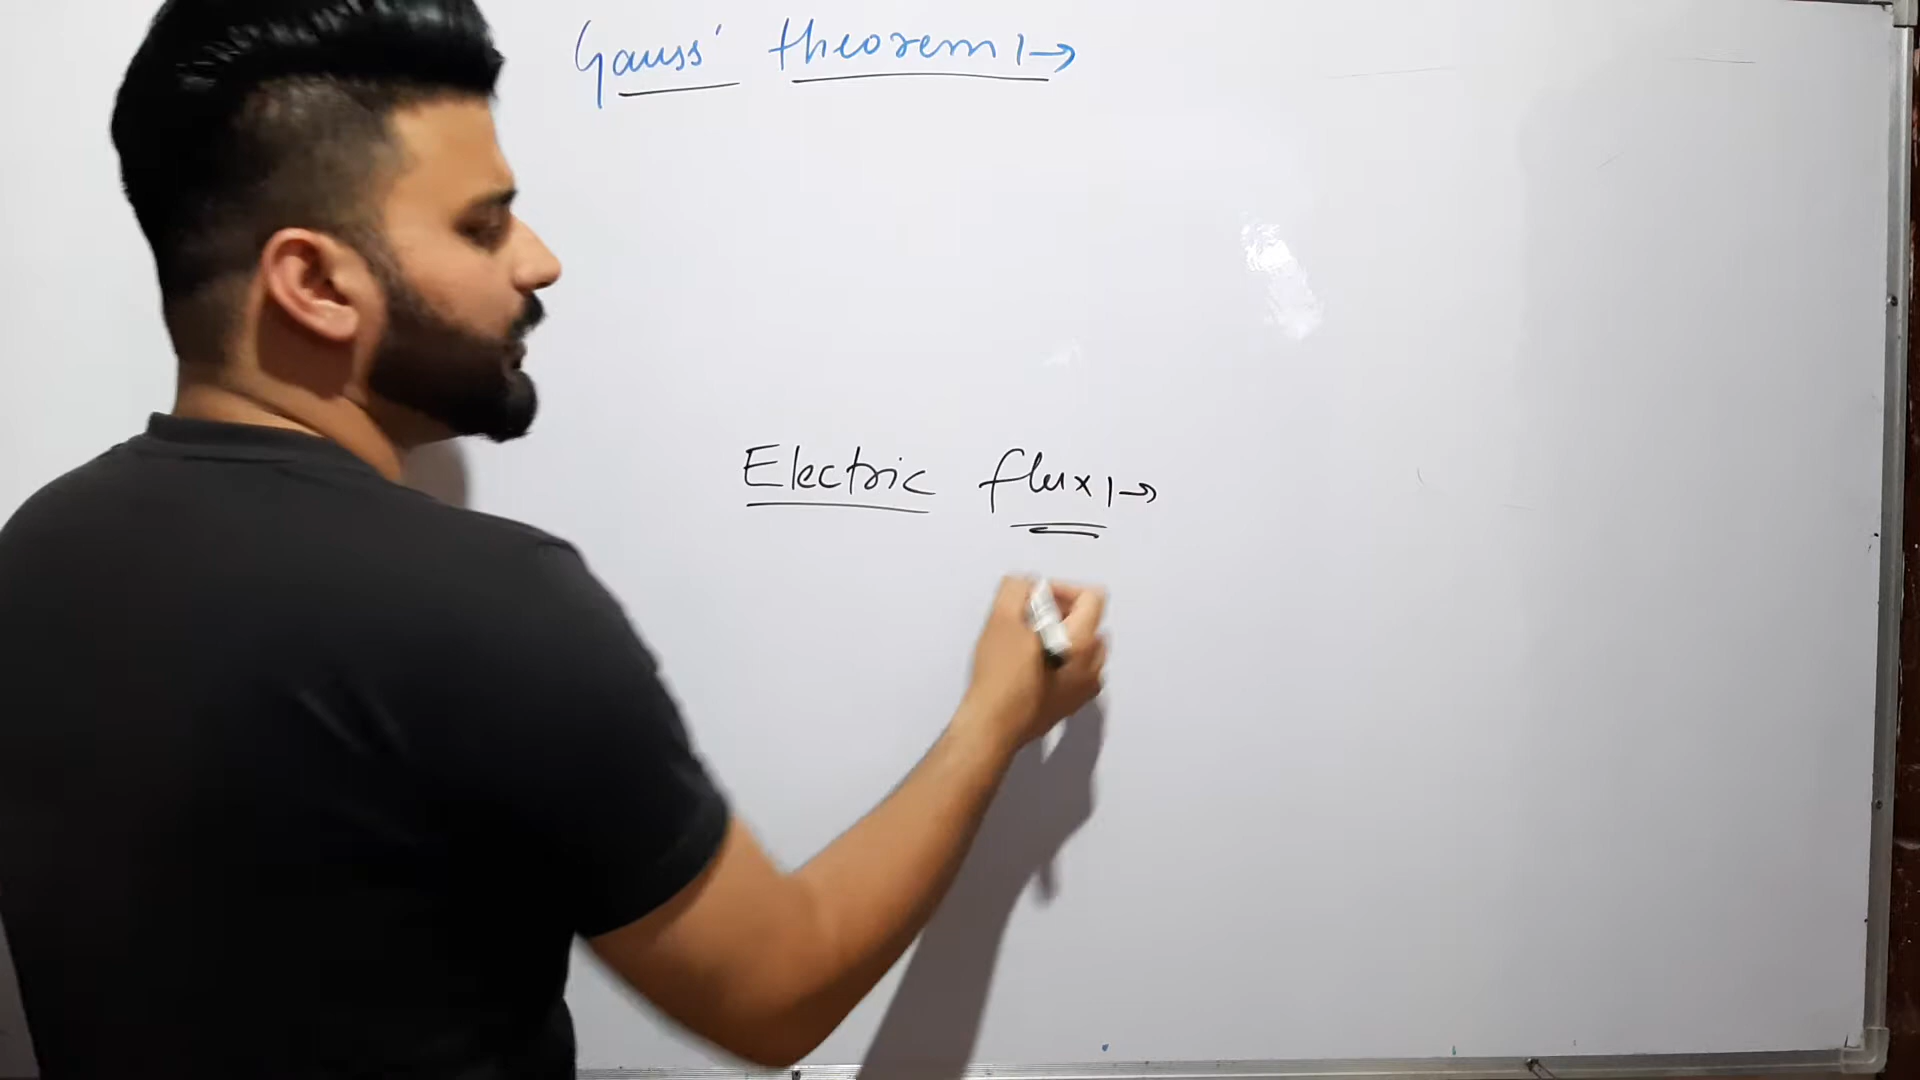 Gauss' theorem :→
Electric flux :→